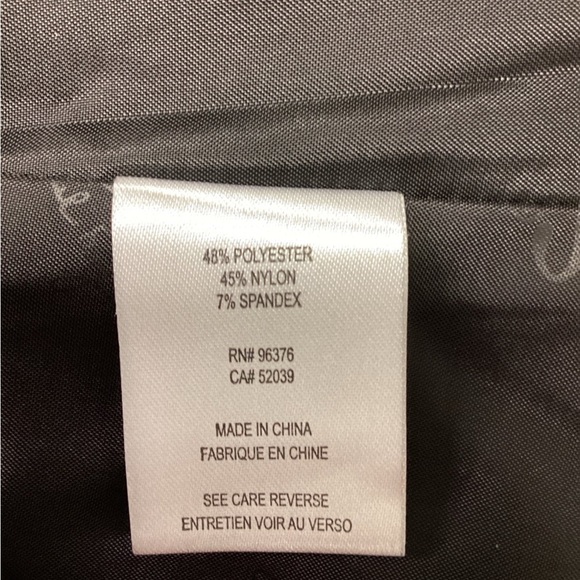 48% POLYESTER
45% NYLON
7% SPANDEX
RN# 96376
CA# 52039
MADE IN CHINA
FABRIQUE EN CHINE
SEE CARE REVERSE
ENTRETIEN VOIR AU VERSO